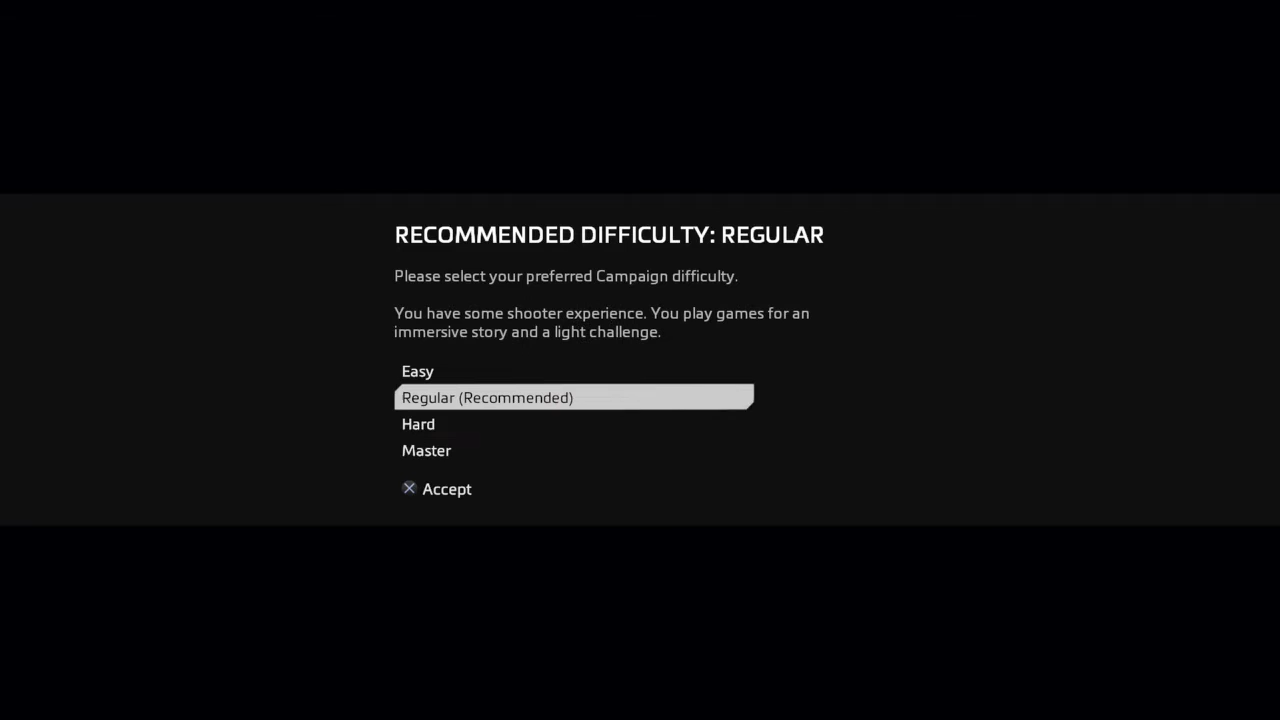 RECOMMENDED DIFFICULTY: REGULAR
Please select your preferred Campaign difficulty.
You have some shooter experience. You play games for an
immersive story and a light challenge.
Easy
Regular (Recommended)
Hard
Master
Accept